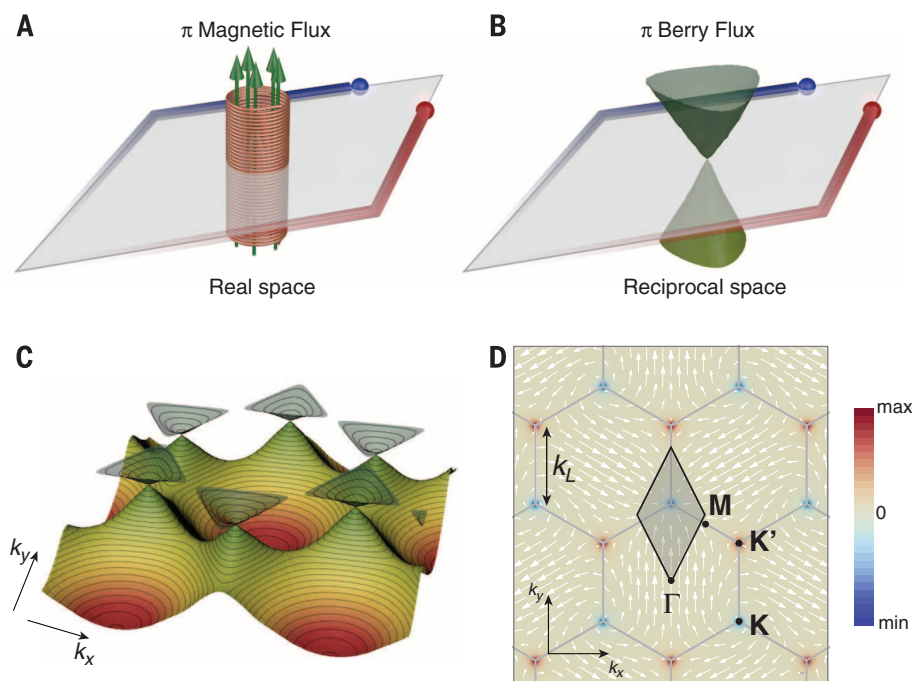 A
π Magnetic Flux
Real space
B
π Berry Flux
Reciprocal space
C
ky
kx
D
kL
M
K'
Γ
K
ky
kx
max
0
min